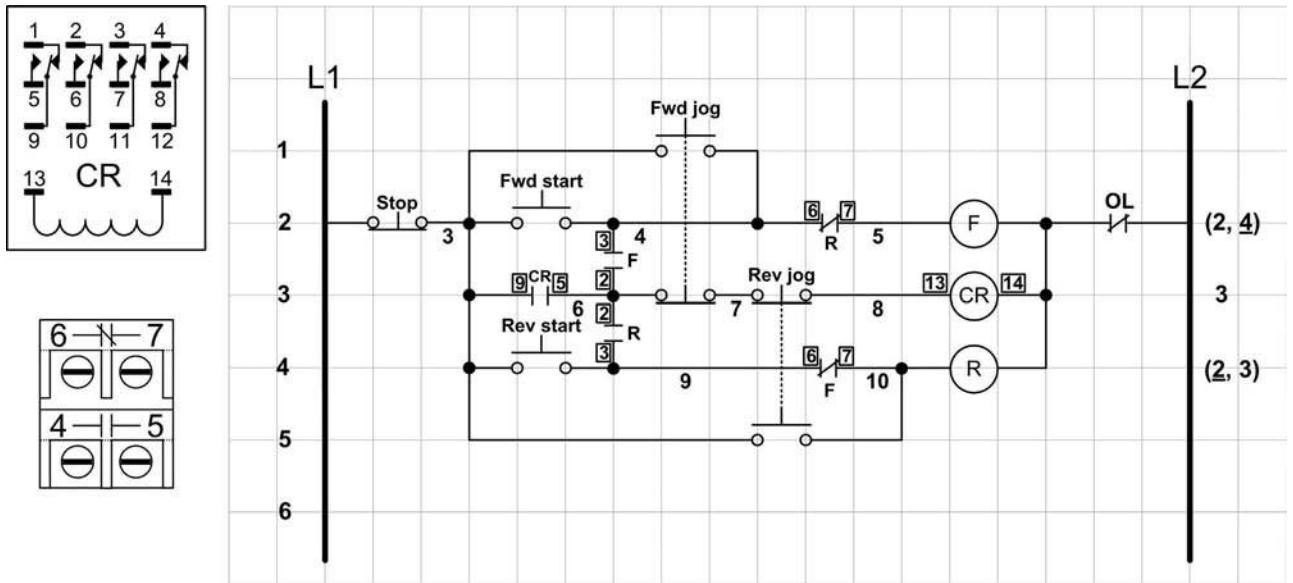 1 2 3 4
5 6 7 8
9 10 11 12
13 CR 14
6 7
4 5
L1 L2
Fwd jog
1
Stop Fwd start OL
2 3 4 6 7 R 5 F (2, 4)
3 F
2
Rev jog
3 9 CR 5 6 7 8 13 CR 14 3
2 R
Rev start
3
4 9 6 7 F 10 R (2, 3)
5
6